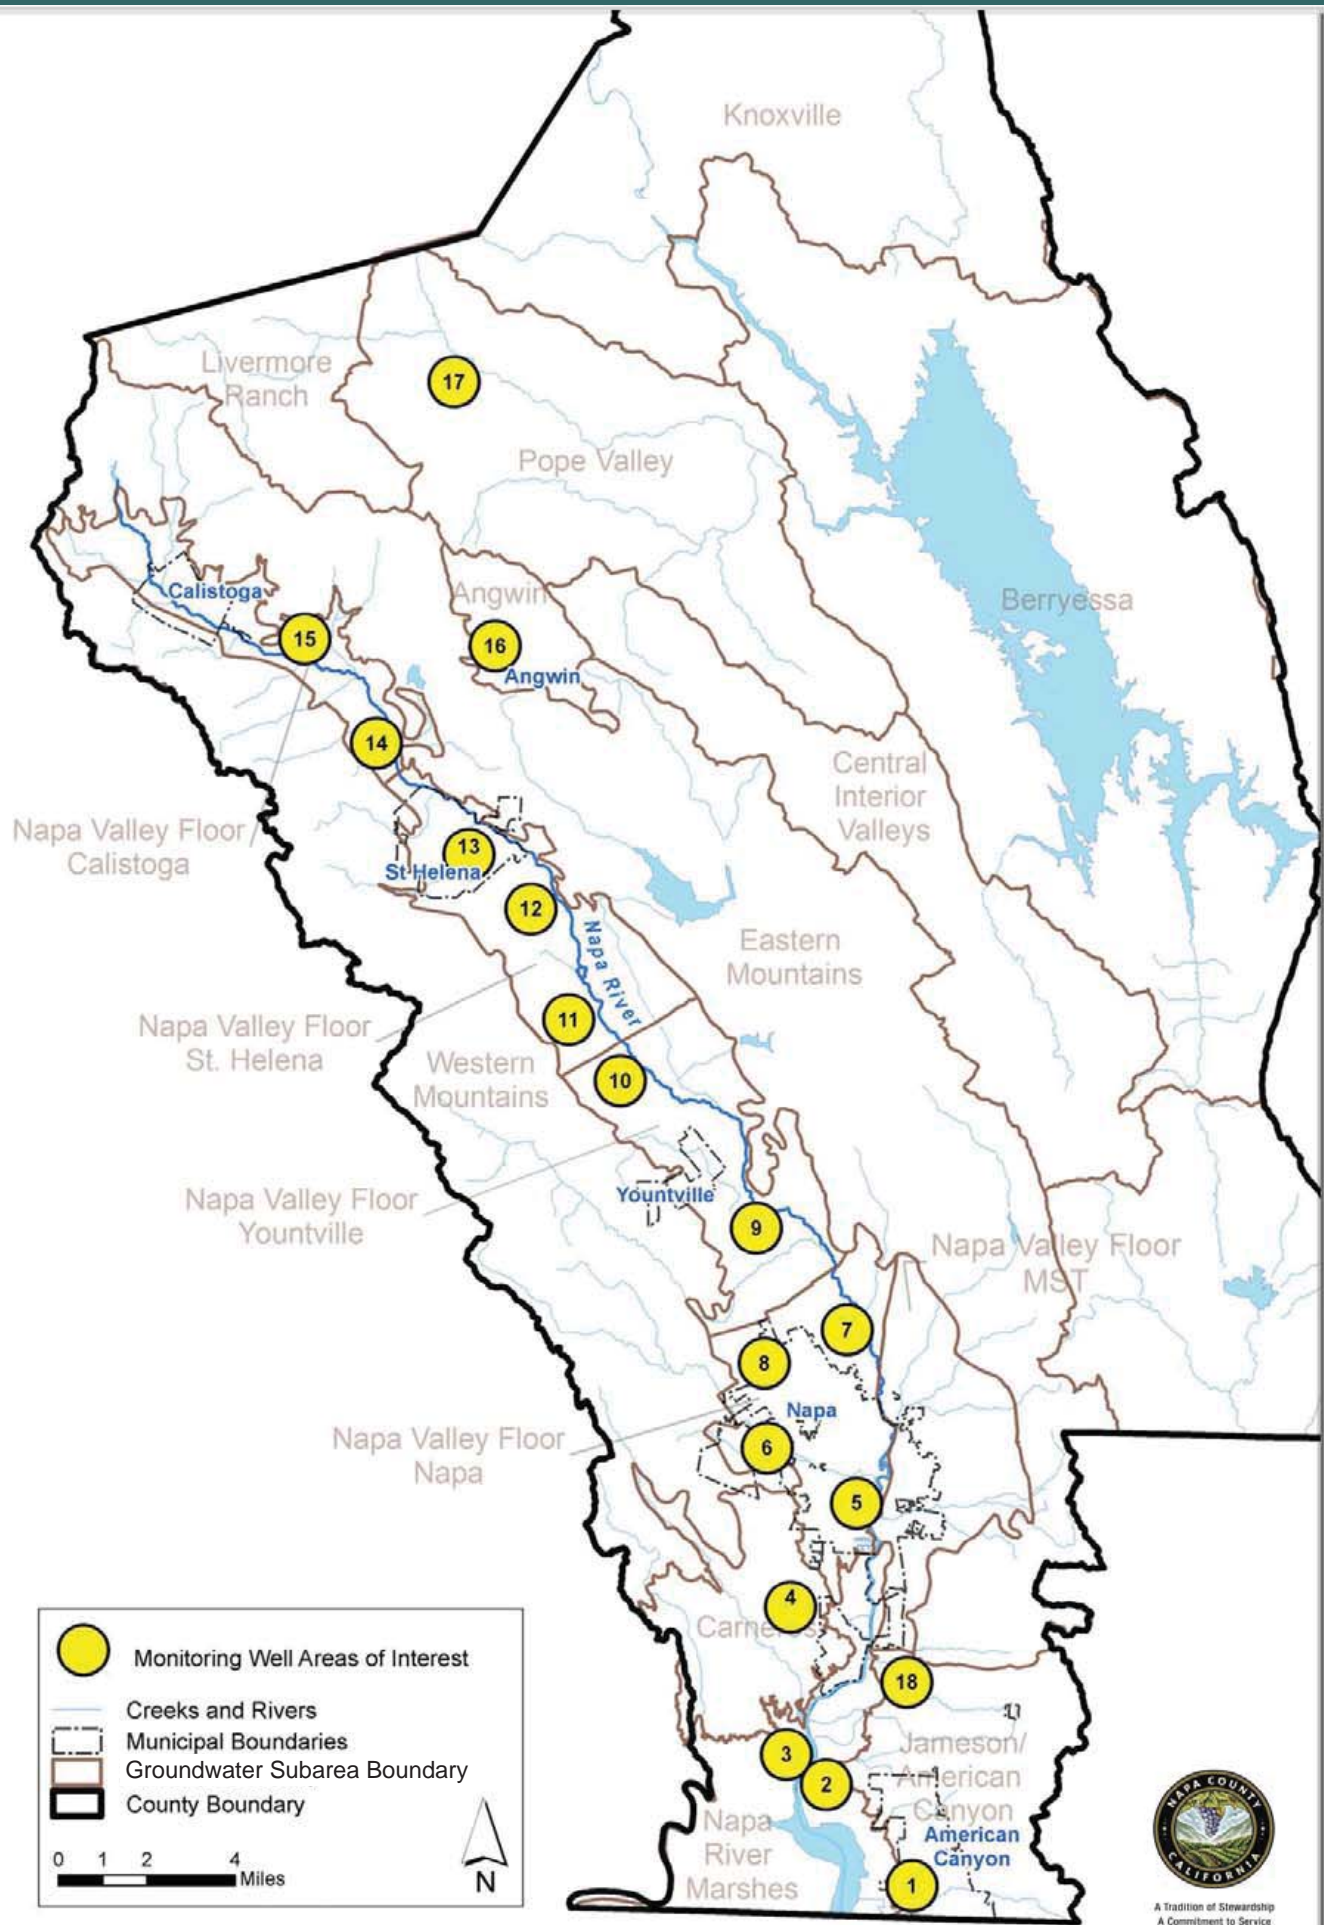 Knoxville
Livermore
Ranch
17
Pope Valley
Calistoga
Angwin
Berryessa
15
16
Angwin
14
Central
Interior
Valleys
Napa Valley Floor
Calistoga
13
St Helena
12
Napa River
Eastern
Mountains
11
Napa Valley Floor
St. Helena
Western
Mountains
10
Napa Valley Floor
Yountville
Yountville
9
Napa Valley Floor
MST
7
8
Napa
Napa Valley Floor
Napa
6
5
4
Carneros
18
3
2
Jameson/
American
Canyon
Napa
River
Marshes
American
Canyon
1
Monitoring Well Areas of Interest
Creeks and Rivers
Municipal Boundaries
Groundwater Subarea Boundary
County Boundary
0 1 2 4
Miles
N
NAPA COUNTY
CALIFORNIA
A Tradition of Stewardship
A Commitment to Service